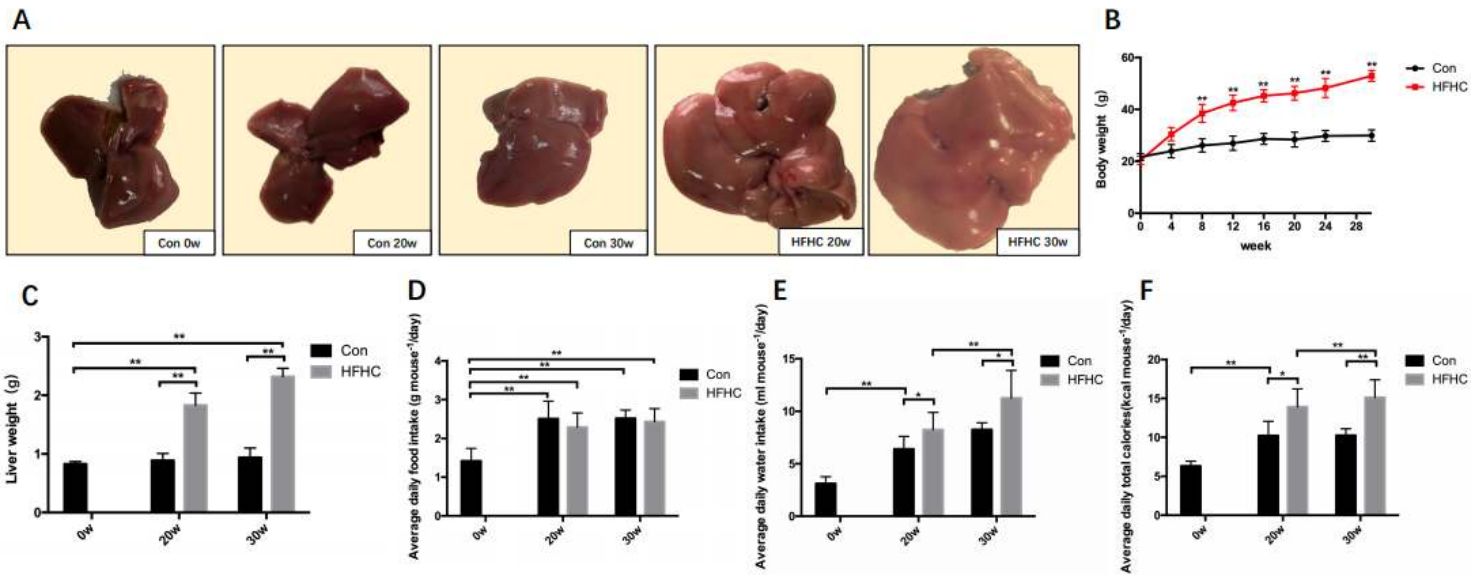 A
Con 0w
Con 20w
Con 30w
HFHC 20w
HFHC 30w
B
Body weight (g)
60
40
20
0
**
**
**
**
**
**
0
4
8
12
16
20
24
28
week
Con
HFHC
C
Liver weight (g)
3
2
1
0
**
**
**
**
0w
20w
30w
Con
HFHC
D
Average daily food intake (g mouse⁻¹/day)
4
3
2
1
0
**
**
**
**
0w
20w
30w
Con
HFHC
E
Average daily water intake (ml mouse⁻¹/day)
15
10
5
0
**
*
**
*
0w
20w
30w
Con
HFHC
F
Average daily total calories(kcal mouse⁻¹/day)
20
15
10
5
0
**
*
**
**
0w
20w
30w
Con
HFHC